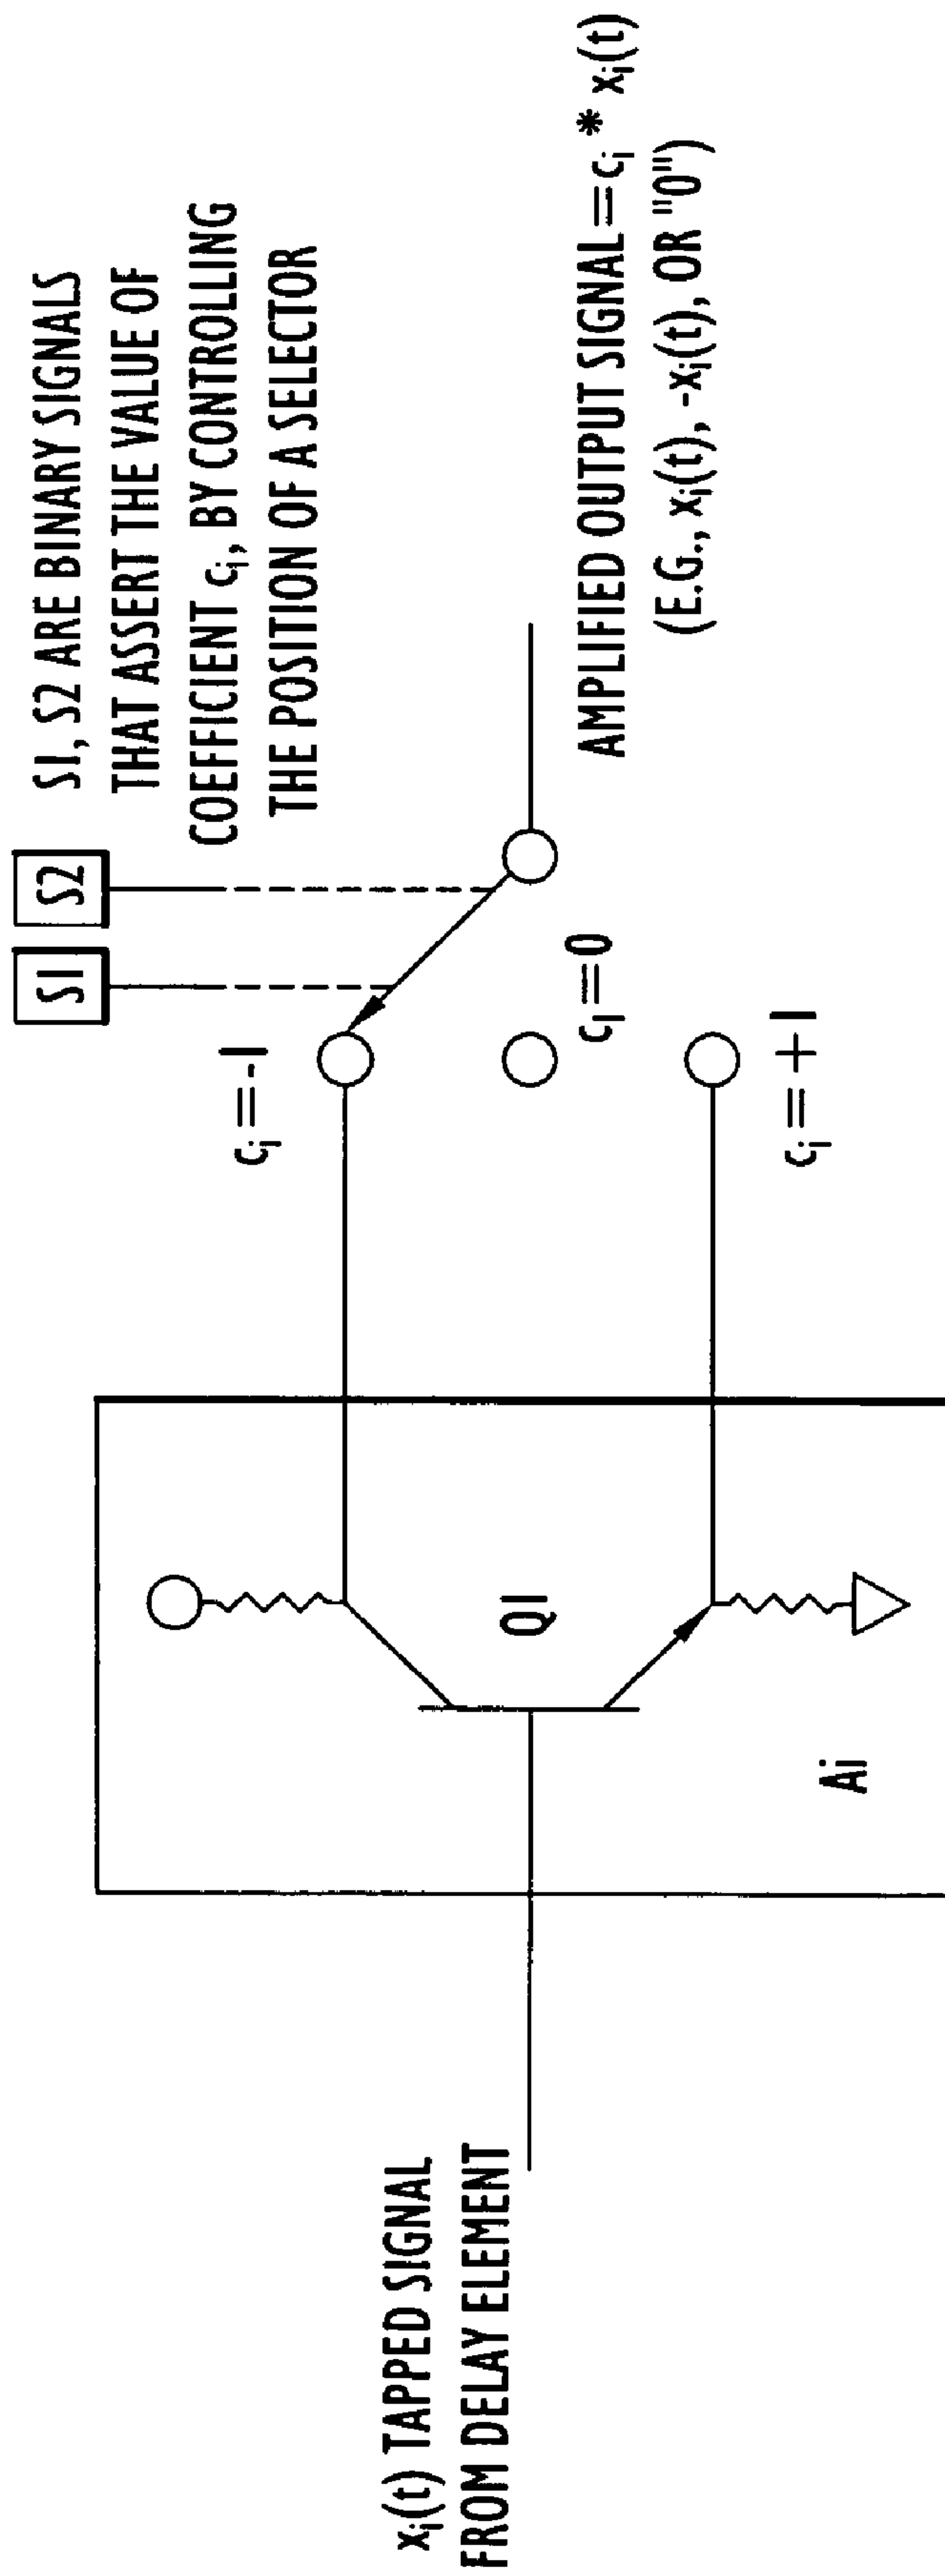 S1, S2 ARE BINARY SIGNALS
THAT ASSERT THE VALUE OF
COEFFICIENT ci, BY CONTROLLING
THE POSITION OF A SELECTOR
S1
S2
ci=-1
ci=0
ci=+1
AMPLIFIED OUTPUT SIGNAL=ci * xi(t)
(E.G., xi(t), -xi(t), OR "0")
Q1
Ai
xi(t) TAPPED SIGNAL
FROM DELAY ELEMENT